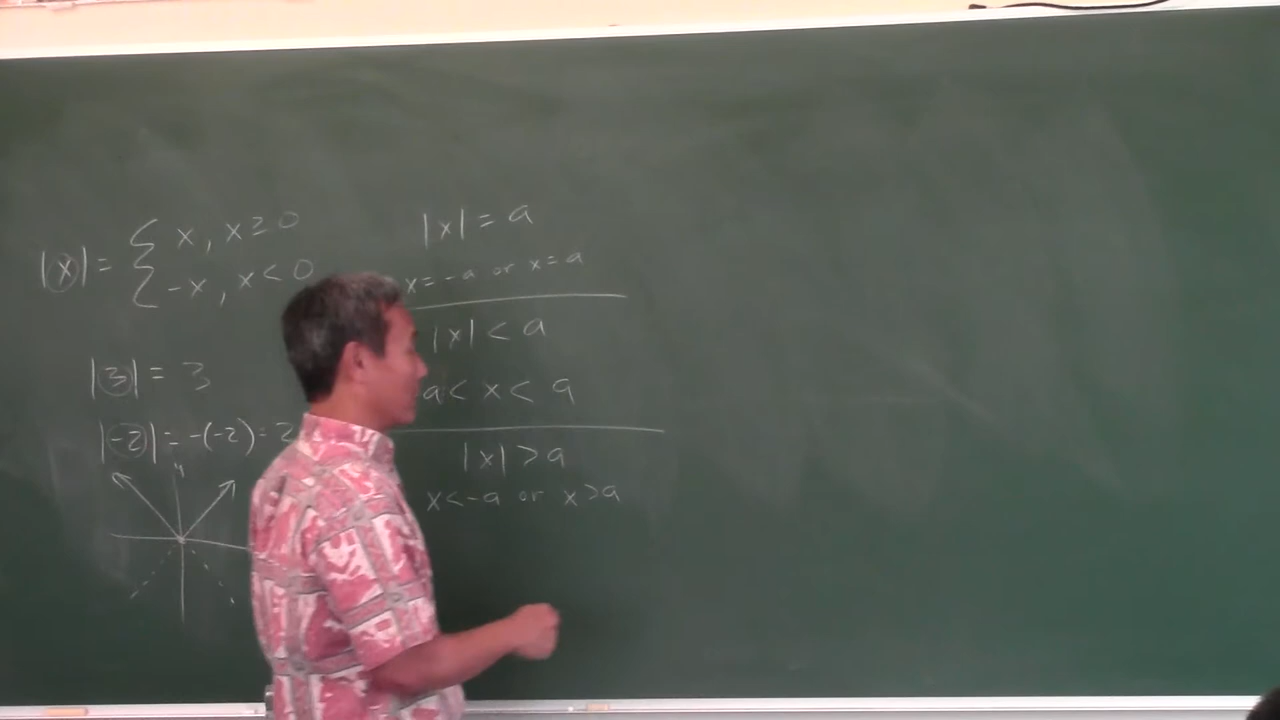 |x| = { x, x ≥ 0
-x, x < 0
|3| = 3
|-2| = -(-2) = 2
|x| = a
x = -a or x = a
|x| < a
a < x < a
|x| > a
x < -a or x > a